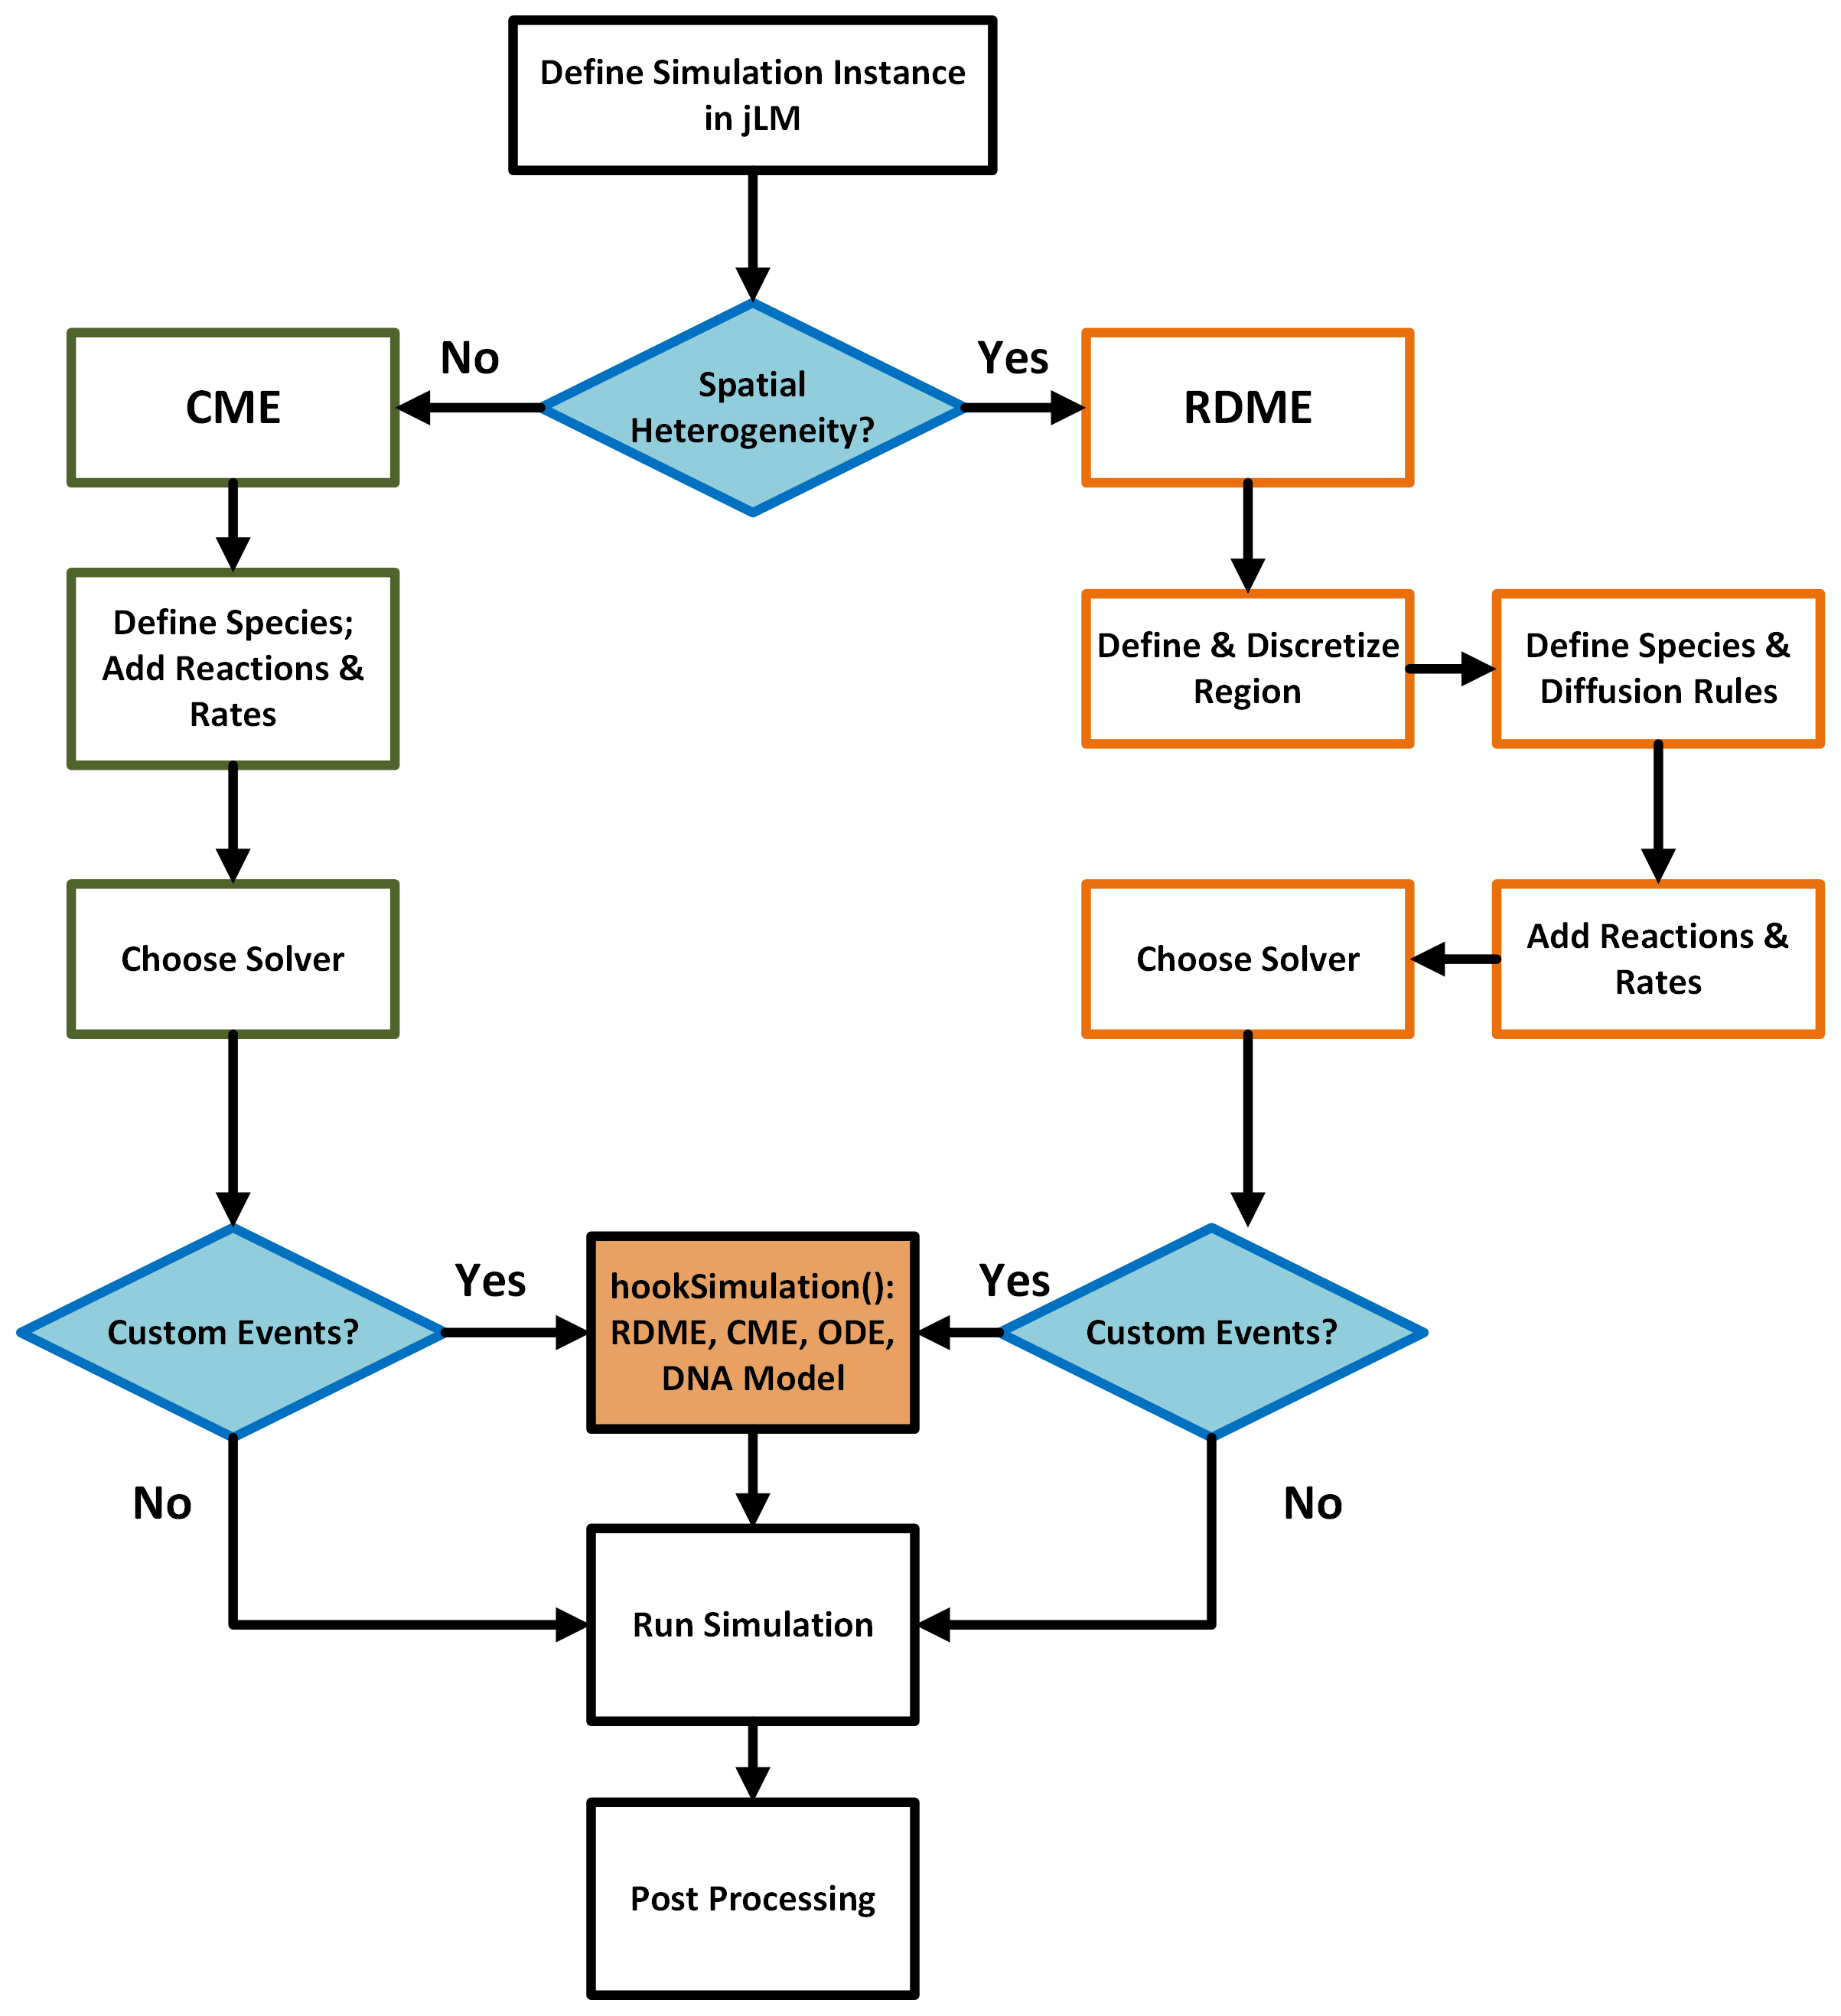 Define Simulation Instance
in jLM
No
Yes
CME
Spatial
Heterogeneity?
RDME
Define Species;
Add Reactions &
Rates
Define & Discretize
Region
Define Species &
Diffusion Rules
Choose Solver
Choose Solver
Add Reactions &
Rates
Custom Events?
Yes
hookSimulation():
RDME, CME, ODE,
DNA Model
Yes
Custom Events?
No
No
Run Simulation
Post Processing